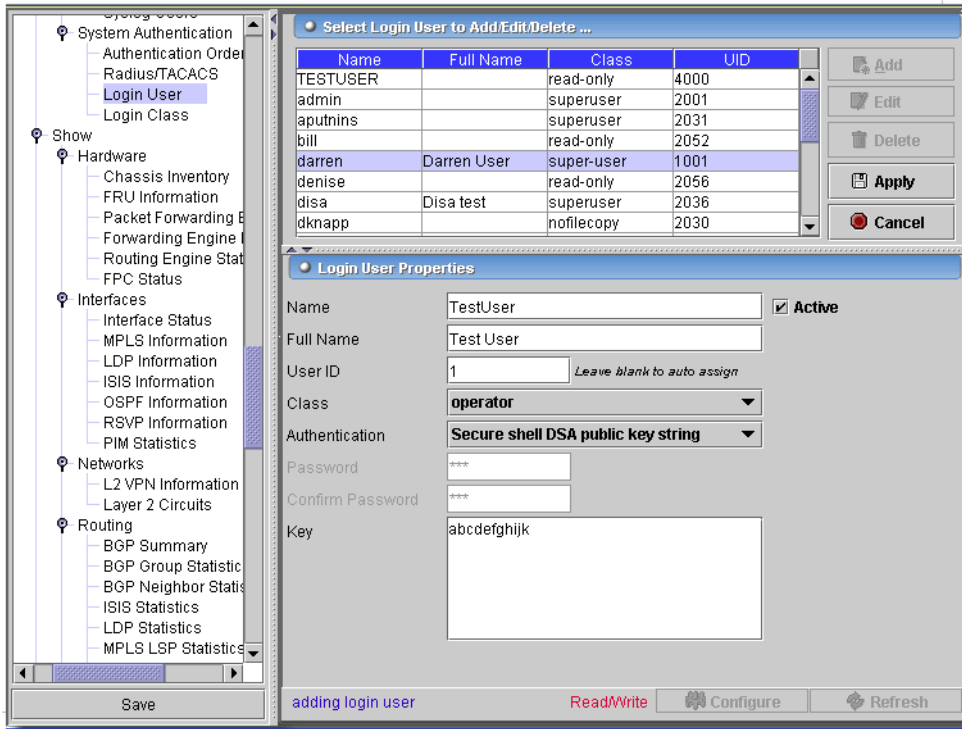 Syslog Users
System Authentication
Authentication Order
Radius/TACACS
Login User
Login Class
Show
Hardware
Chassis Inventory
FRU Information
Packet Forwarding E
Forwarding Engine I
Routing Engine Stat
FPC Status
Interfaces
Interface Status
MPLS Information
LDP Information
ISIS Information
OSPF Information
RSVP Information
PIM Statistics
Networks
L2 VPN Information
Layer 2 Circuits
Routing
BGP Summary
BGP Group Statistic
BGP Neighbor Statis
ISIS Statistics
LDP Statistics
MPLS LSP Statistics
Save
Select Login User to Add/Edit/Delete ...
Name Full Name Class UID
TESTUSER read-only 4000
admin superuser 2001
aputnins superuser 2031
bill read-only 2052
darren Darren User super-user 1001
denise read-only 2056
disa Disa test superuser 2036
dknapp nofilecopy 2030
Add
Edit
Delete
Apply
Cancel
Login User Properties
Name TestUser Active
Full Name Test User
User ID 1 Leave blank to auto assign
Class operator
Authentication Secure shell DSA public key string
Password ***
Confirm Password ***
Key abcdefghijk
adding login user Read/Write Configure Refresh